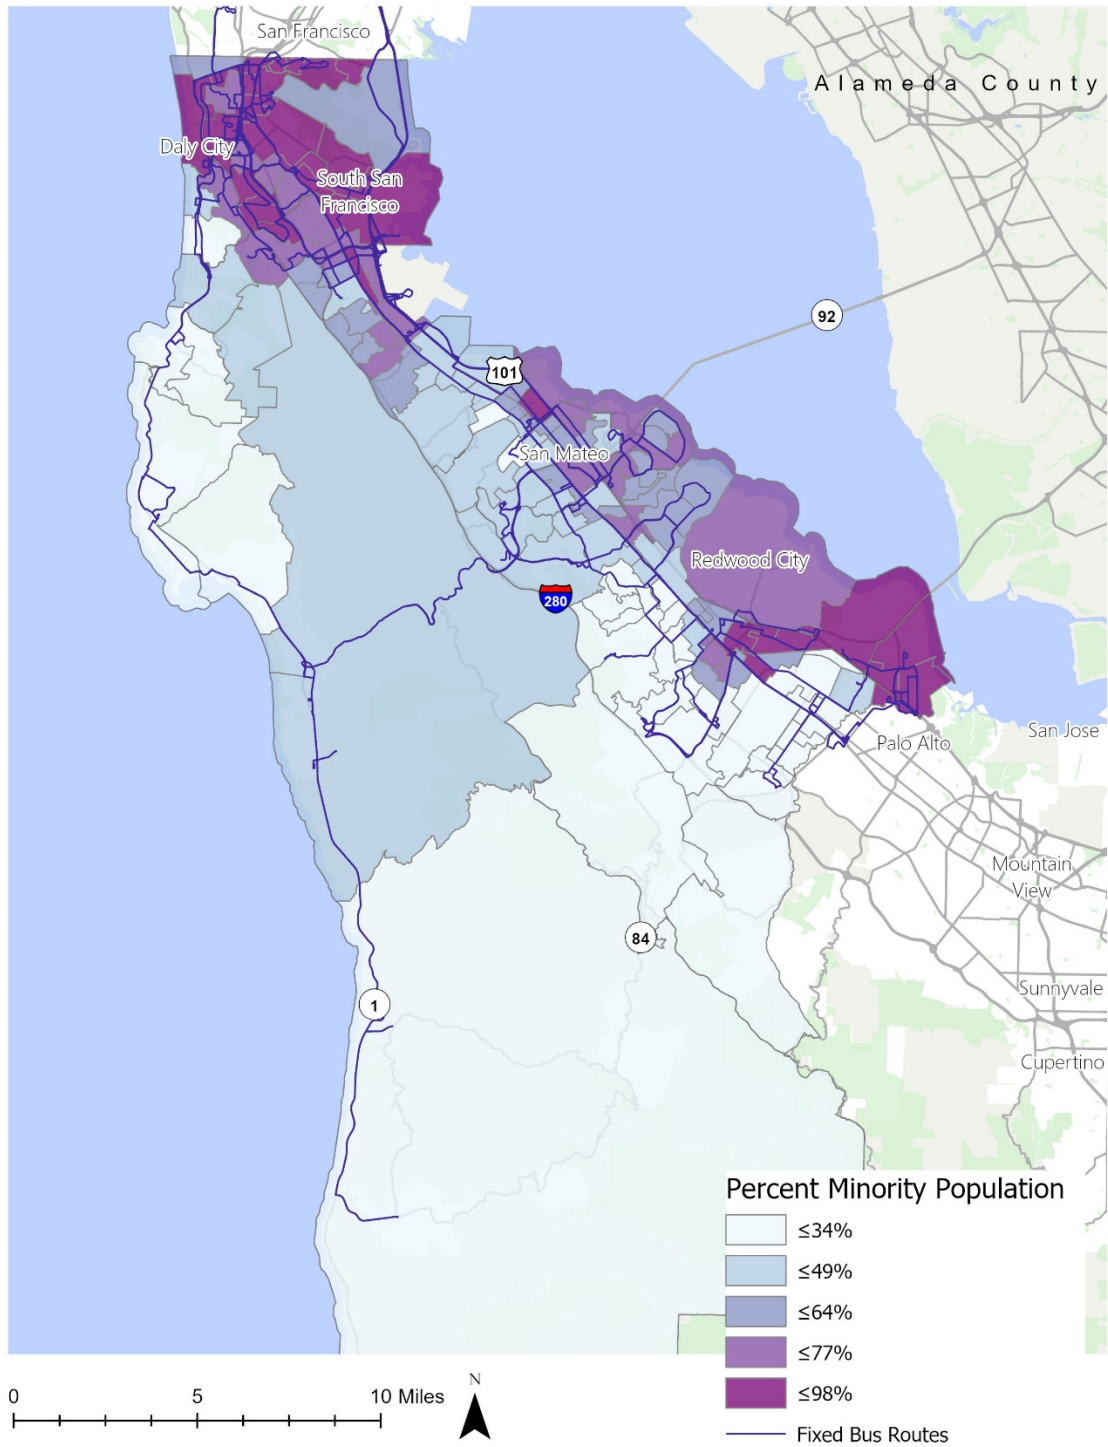 San Francisco
Alameda County
Daly City
South San
Francisco
92
101
San Mateo
Redwood City
280
Palo Alto
San Jose
Mountain
View
84
Sunnyvale
1
Cupertino
Percent Minority Population
≤34%
≤49%
≤64%
≤77%
≤98%
Fixed Bus Routes
0 5 10 Miles
N